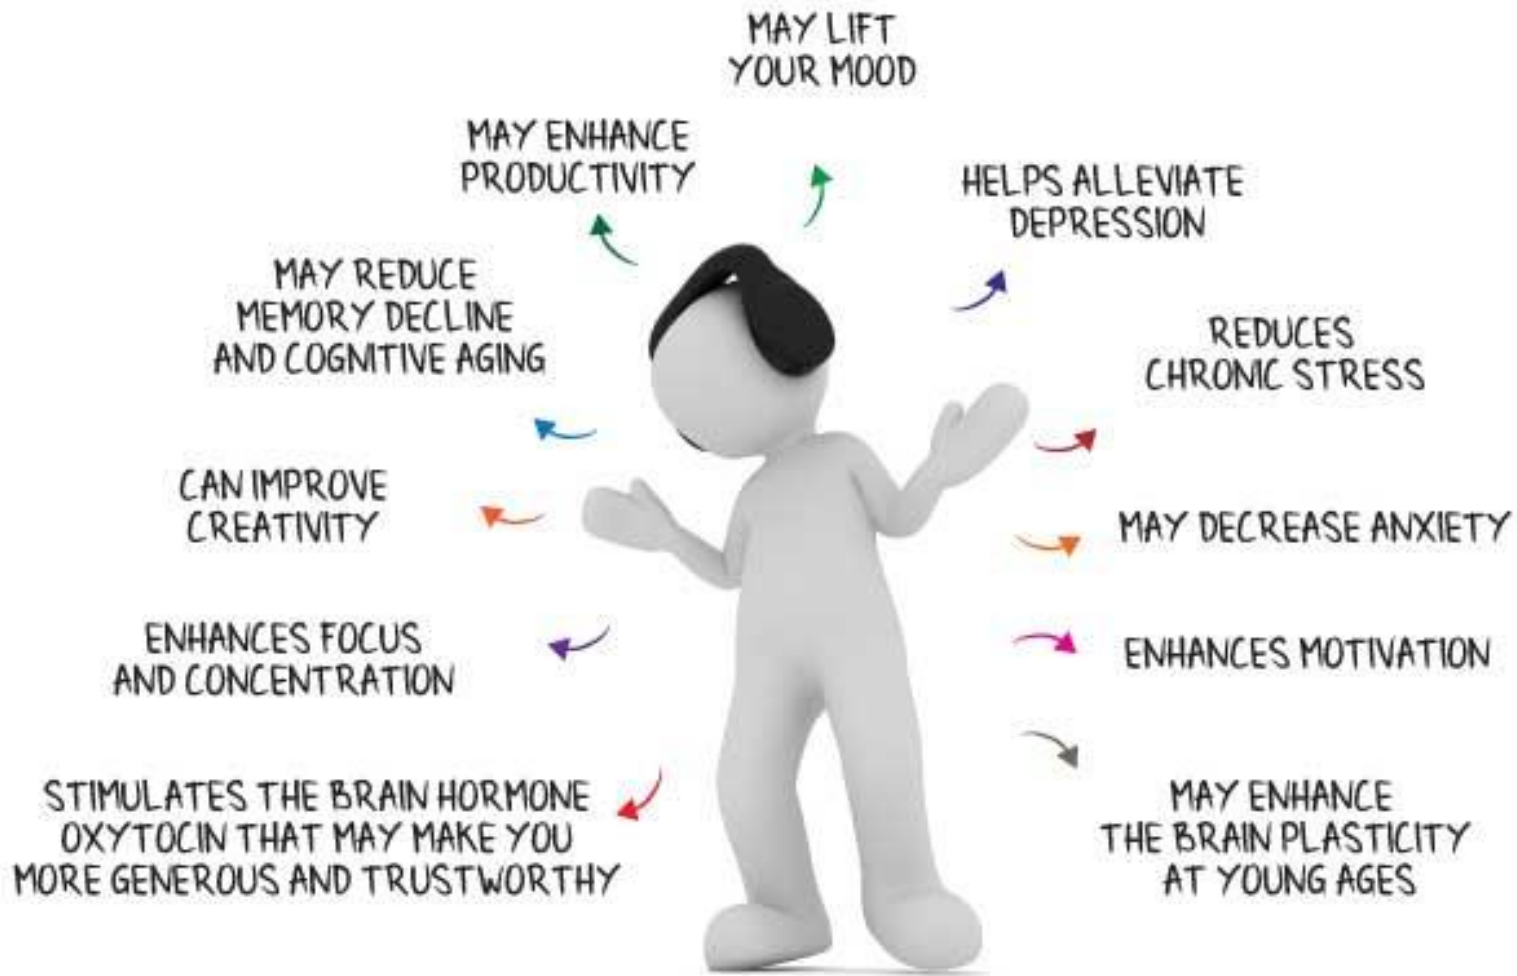 MAY LIFT
YOUR MOOD
MAY ENHANCE
PRODUCTIVITY
HELPS ALLEVIATE
DEPRESSION
MAY REDUCE
MEMORY DECLINE
AND COGNITIVE AGING
REDUCES
CHRONIC STRESS
CAN IMPROVE
CREATIVITY
MAY DECREASE ANXIETY
ENHANCES FOCUS
AND CONCENTRATION
ENHANCES MOTIVATION
STIMULATES THE BRAIN HORMONE
OXYTOCIN THAT MAY MAKE YOU
MORE GENEROUS AND TRUSTWORTHY
MAY ENHANCE
THE BRAIN PLASTICITY
AT YOUNG AGES